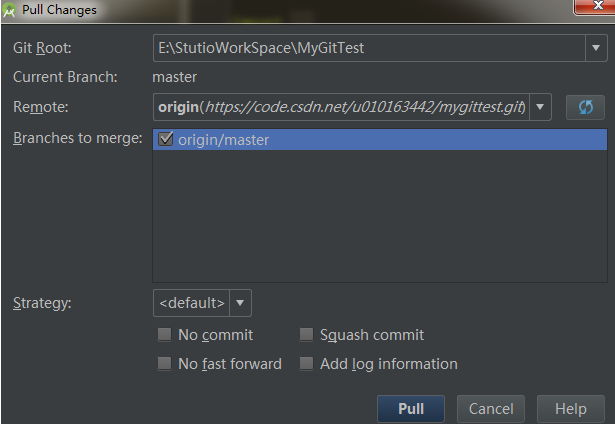 Pull Changes
Git Root: E:\StutioWorkSpace\MyGitTest
Current Branch: master
Remote: origin(https://code.csdn.net/u010163442/mygittest.git)
Branches to merge: origin/master
Strategy: <default>
No commit Squash commit
No fast forward Add log information
Pull Cancel Help